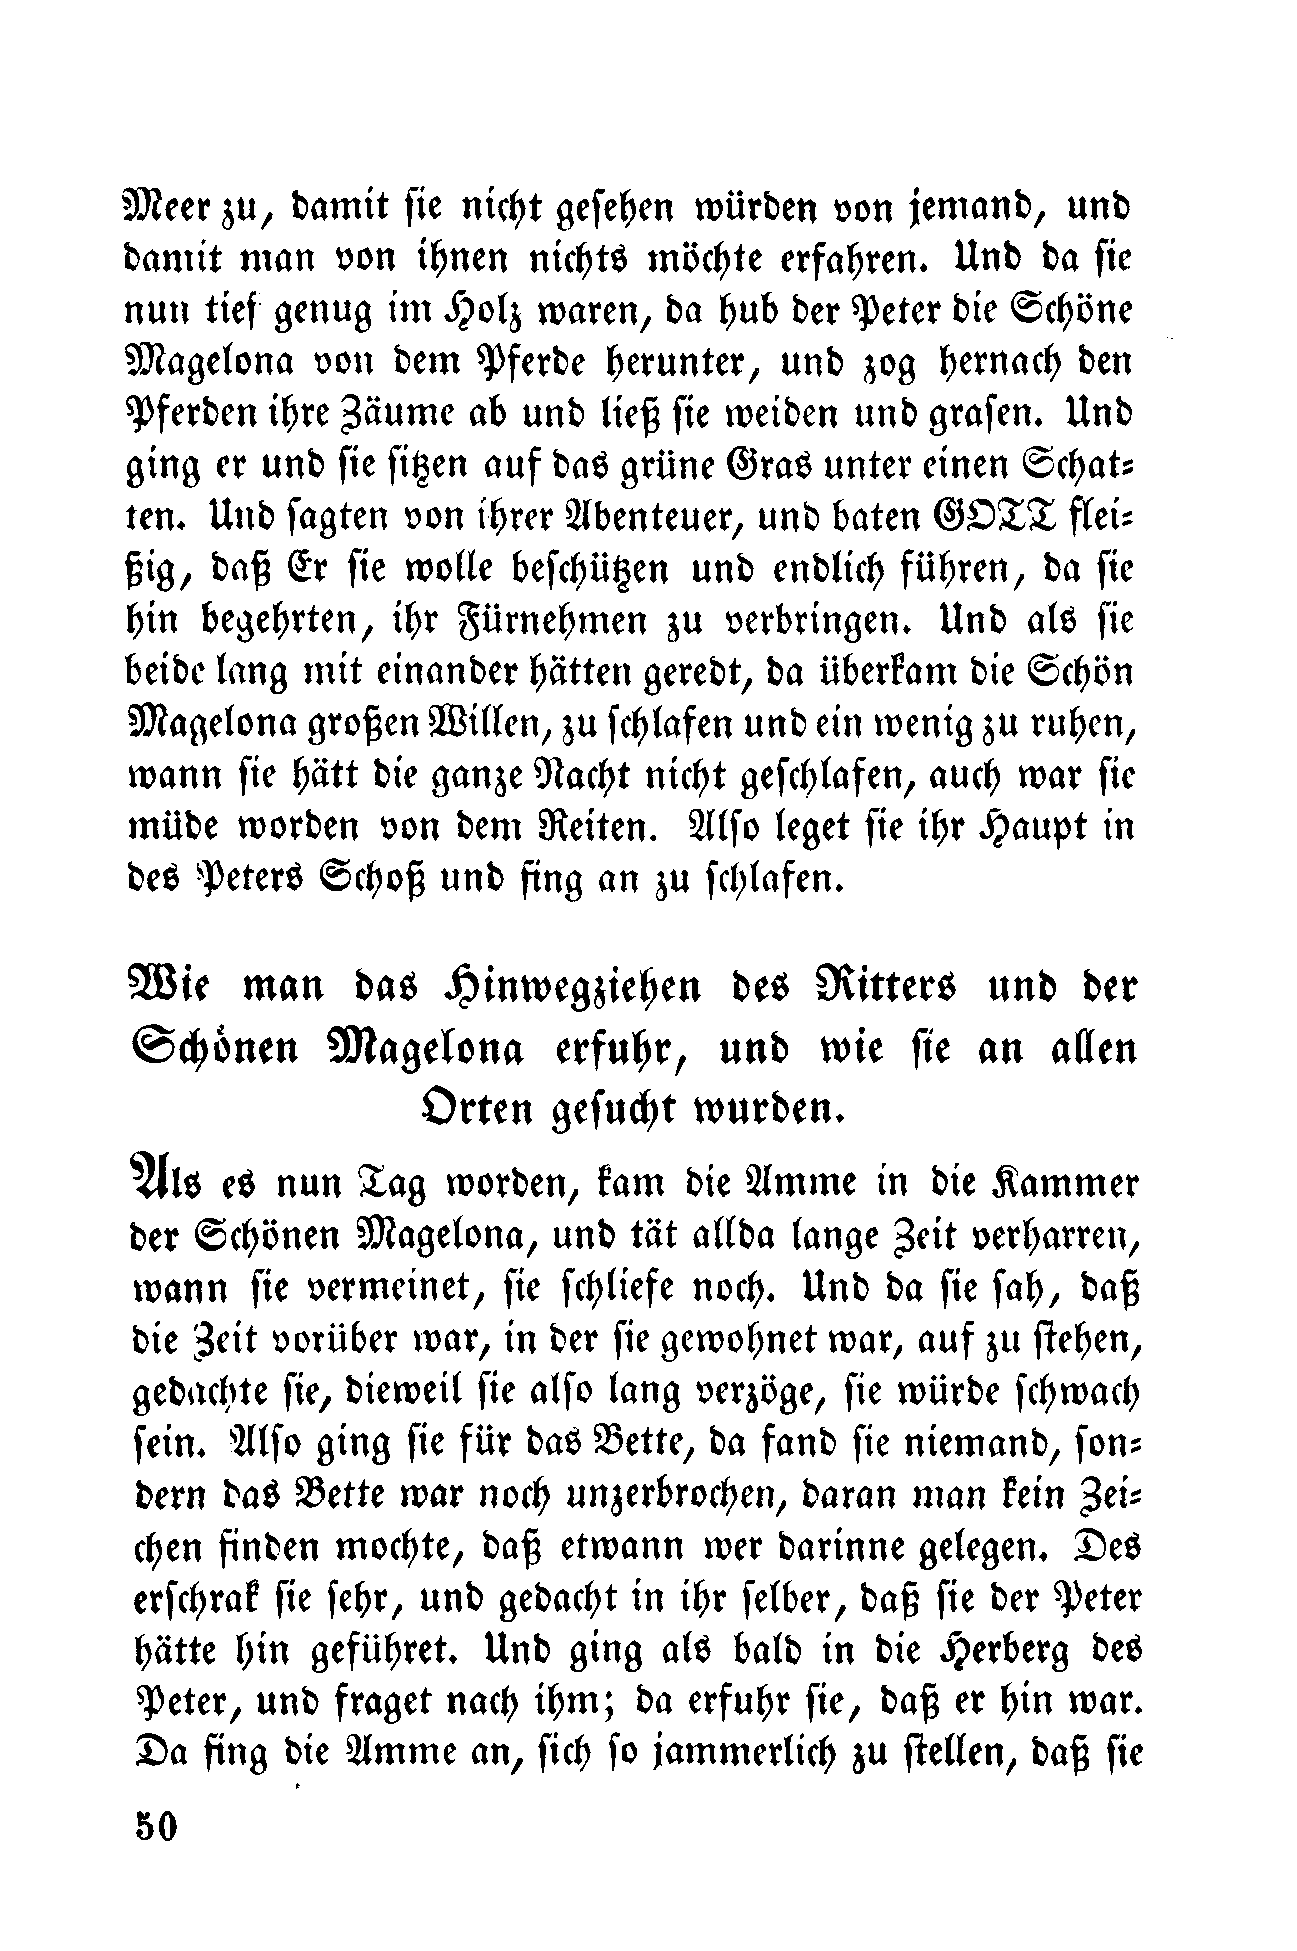 Meer zu, damit sie nicht gesehen würden von jemand, und
damit man von ihnen nichts möchte erfahren. Und da sie
nun tief genug im Holz waren, da hub der Peter die Schöne
Magelona von dem Pferde herunter, und zog hernach den
Pferden ihre Zäume ab und ließ sie weiden und grasen. Und
ging er und sie sitzen auf das grüne Gras unter einen Schat=
ten. Und sagten von ihrer Abenteuer, und baten GOTT flei=
ßig, daß Er sie wolle beschützen und endlich führen, da sie
hin begehrten, ihr Fürnehmen zu verbringen. Und als sie
beide lang mit einander hätten geredt, da überkam die Schön
Magelona großen Willen, zu schlafen und ein wenig zu ruhen,
wann sie hätt die ganze Nacht nicht geschlafen, auch war sie
müde worden von dem Reiten. Also leget sie ihr Haupt in
des Peters Schoß und fing an zu schlafen.
Wie man das Hinwegziehen des Ritters und der
Schönen Magelona erfuhr, und wie sie an allen
Orten gesucht wurden.
Als es nun Tag worden, kam die Amme in die Kammer
der Schönen Magelona, und tät allda lange Zeit verharren,
wann sie vermeinet, sie schliefe noch. Und da sie sah, daß
die Zeit vorüber war, in der sie gewohnet war, auf zu stehen,
gedachte sie, dieweil sie also lang verzöge, sie würde schwach
sein. Also ging sie für das Bette, da fand sie niemand, son=
dern das Bette war noch unzerbrochen, daran man kein Zei=
chen finden mochte, daß etwann wer darinne gelegen. Des
erschrak sie sehr, und gedacht in ihr selber, daß sie der Peter
hätte hin geführet. Und ging als bald in die Herberg des
Peter, und fraget nach ihm; da erfuhr sie, daß er hin war.
Da fing die Amme an, sich so jammerlich zu stellen, daß sie
50